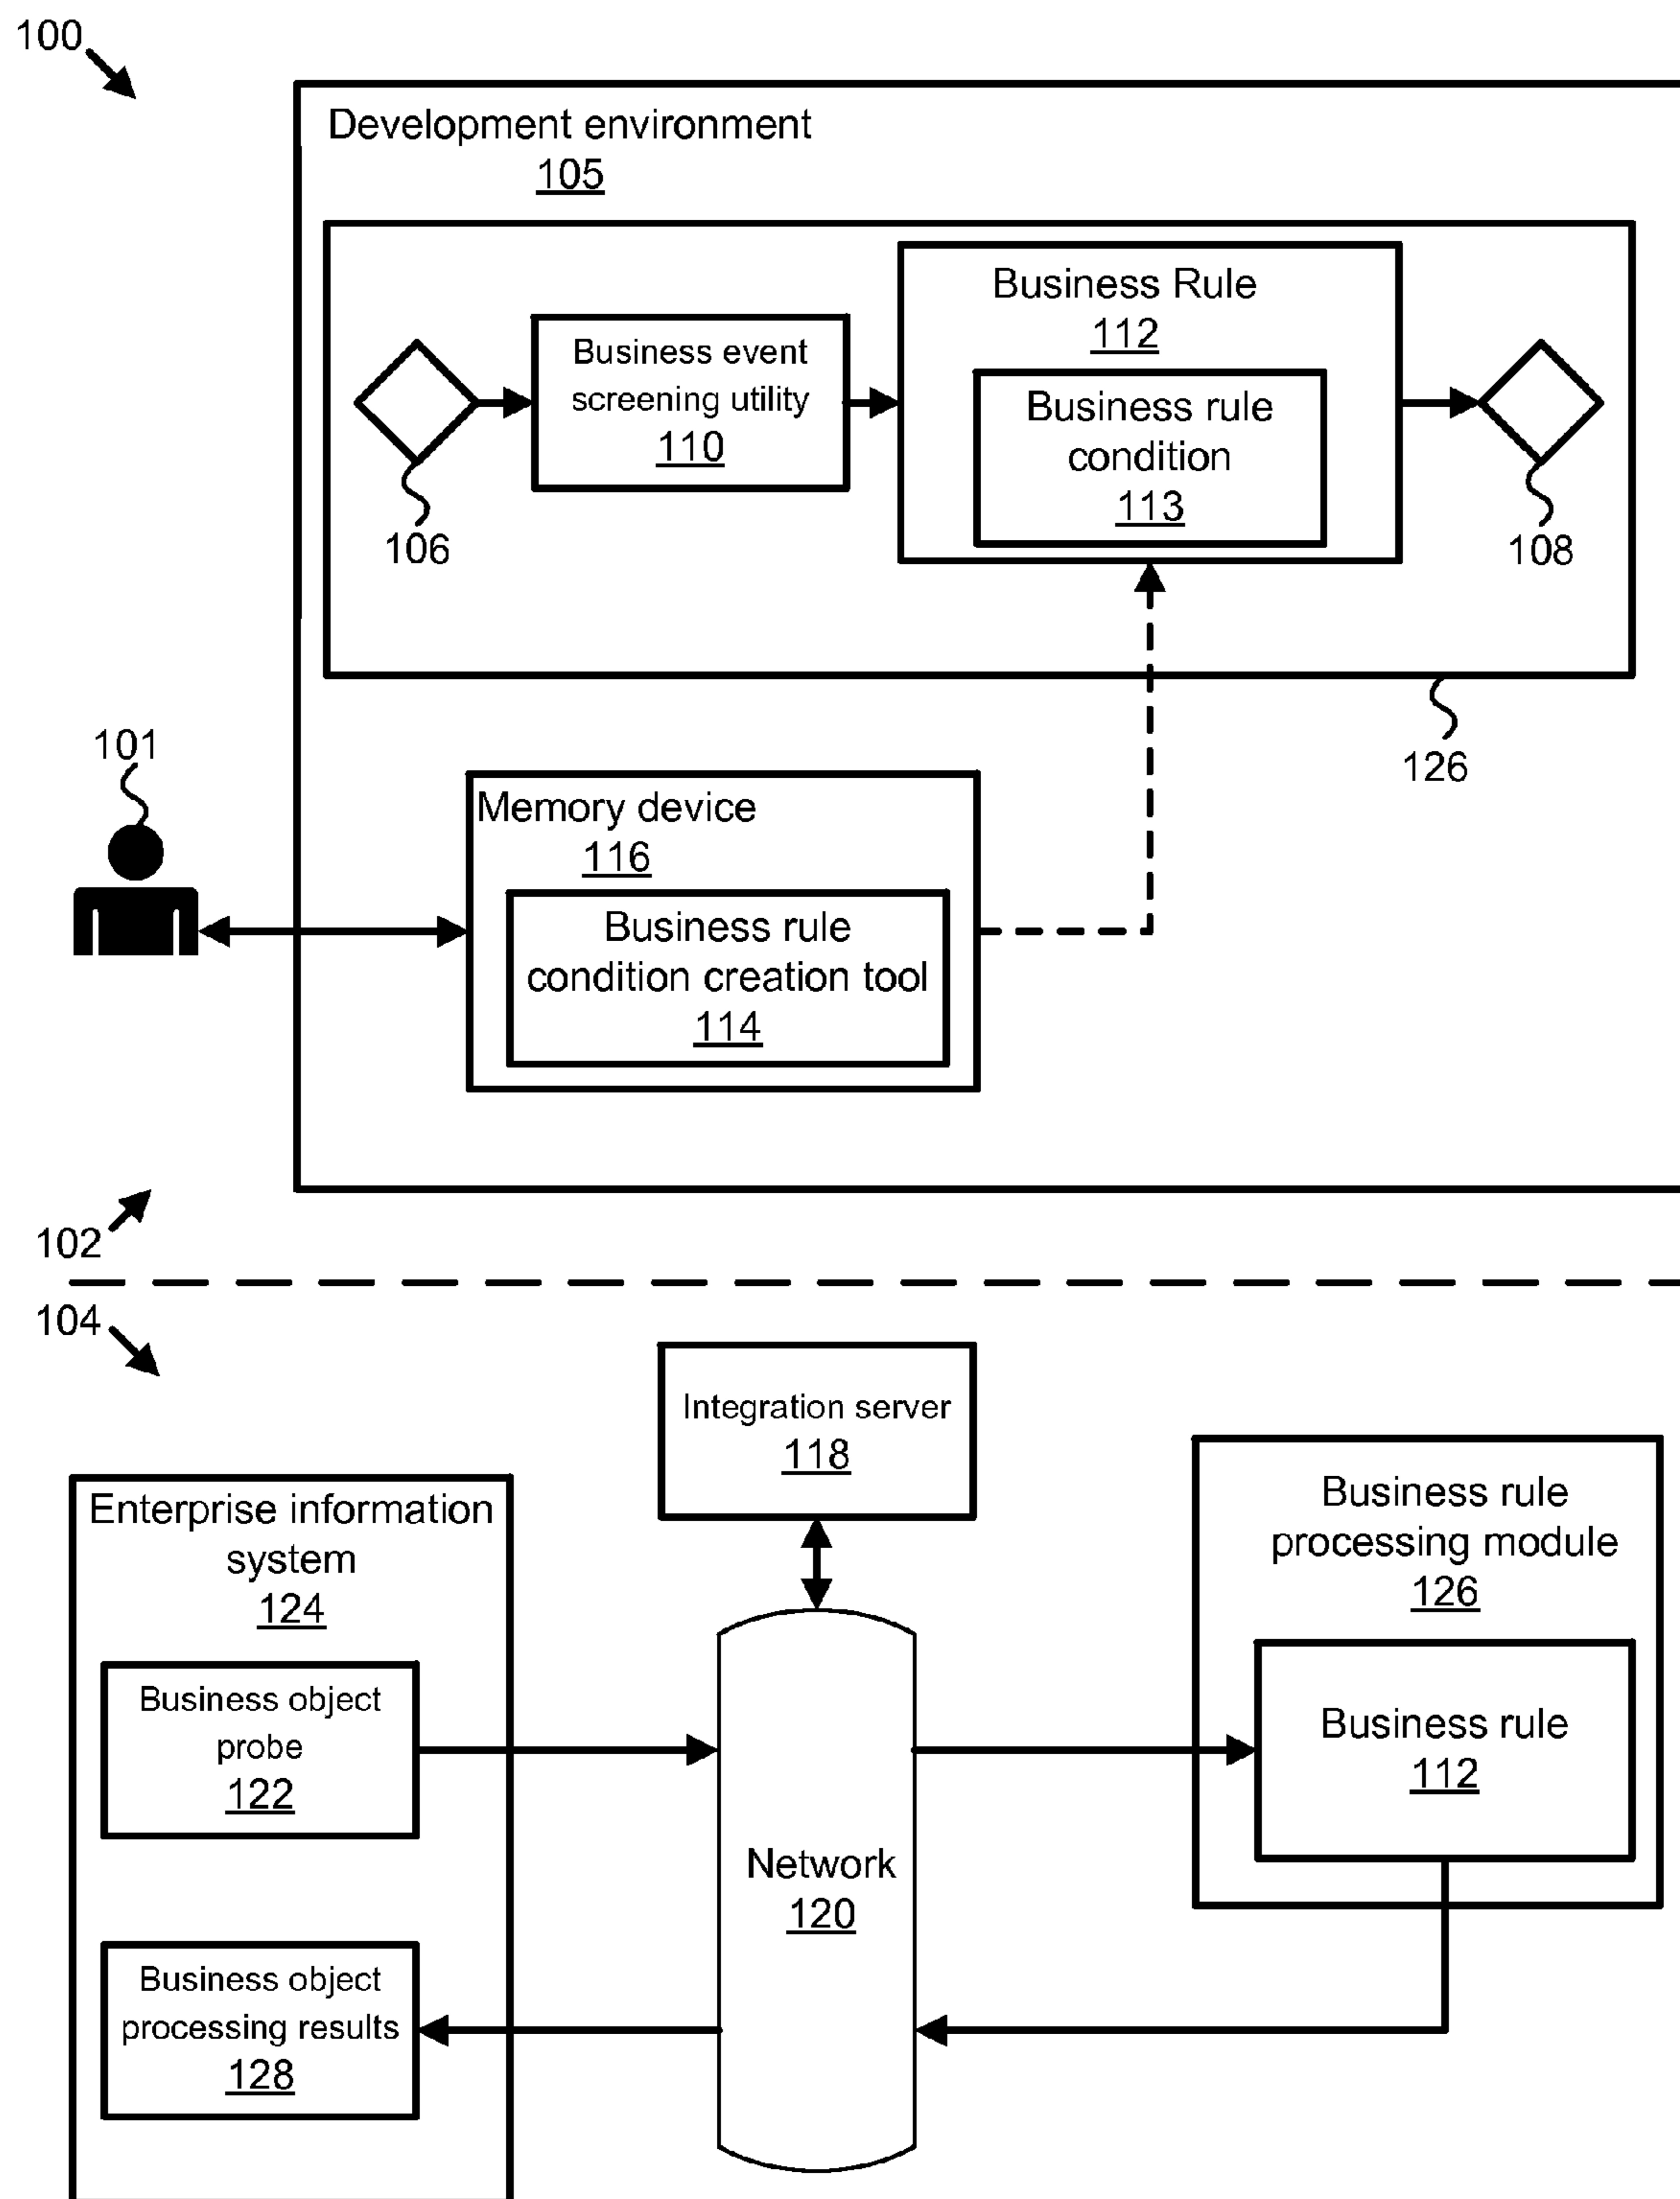 100
Development environment
105
Business Rule
112
Business event
screening utility
110
Business rule
condition
113
106
108
126
101
Memory device
116
Business rule
condition creation tool
114
102
104
Integration server
118
Enterprise information
system
124
Business rule
processing module
126
Business object
probe
122
Business rule
112
Network
120
Business object
processing results
128